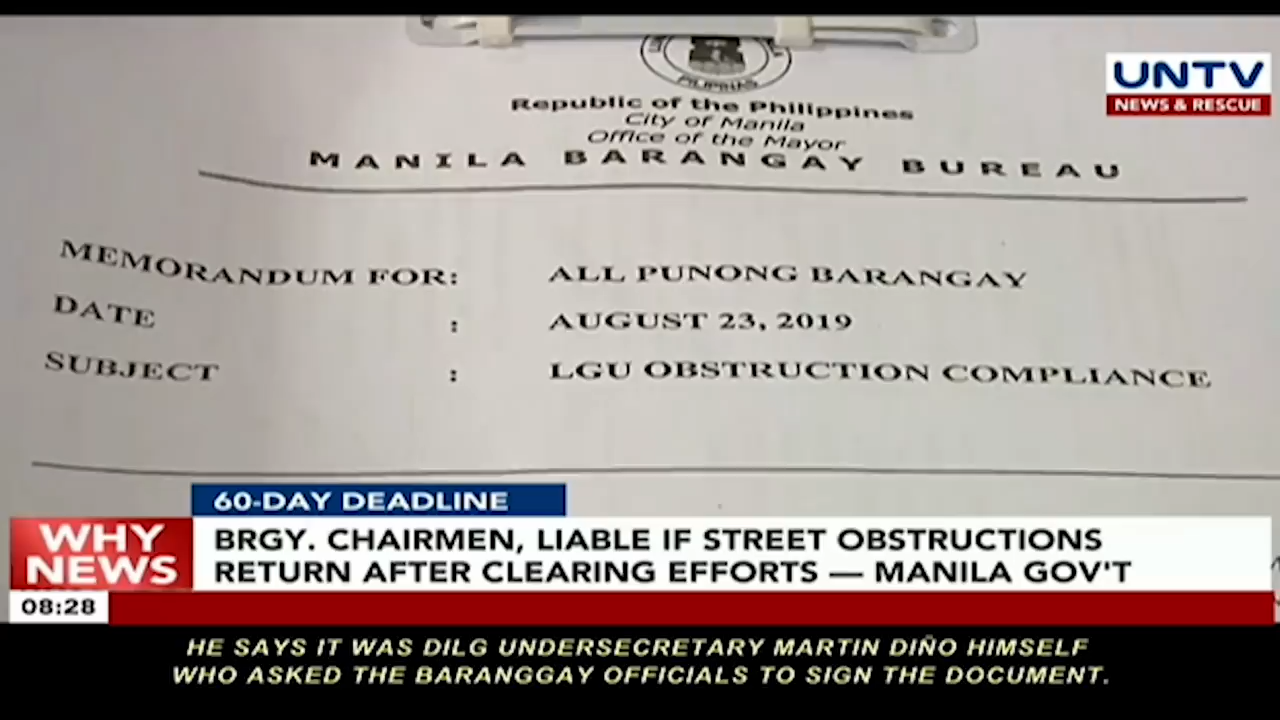 PILIPINAS
Republic of the Philippines
City of Manila
Office of the Mayor
MANILA BARANGAY BUREAU
UNTV
NEWS & RESCUE
MEMORANDUM FOR: ALL PUNONG BARANGAY
DATE : AUGUST 23, 2019
SUBJECT : LGU OBSTRUCTION COMPLIANCE
60-DAY DEADLINE
WHY NEWS
BRGY. CHAIRMEN, LIABLE IF STREET OBSTRUCTIONS
RETURN AFTER CLEARING EFFORTS — MANILA GOV'T
08:28
HE SAYS IT WAS DILG UNDERSECRETARY MARTIN DIÑO HIMSELF
WHO ASKED THE BARANGGAY OFFICIALS TO SIGN THE DOCUMENT.